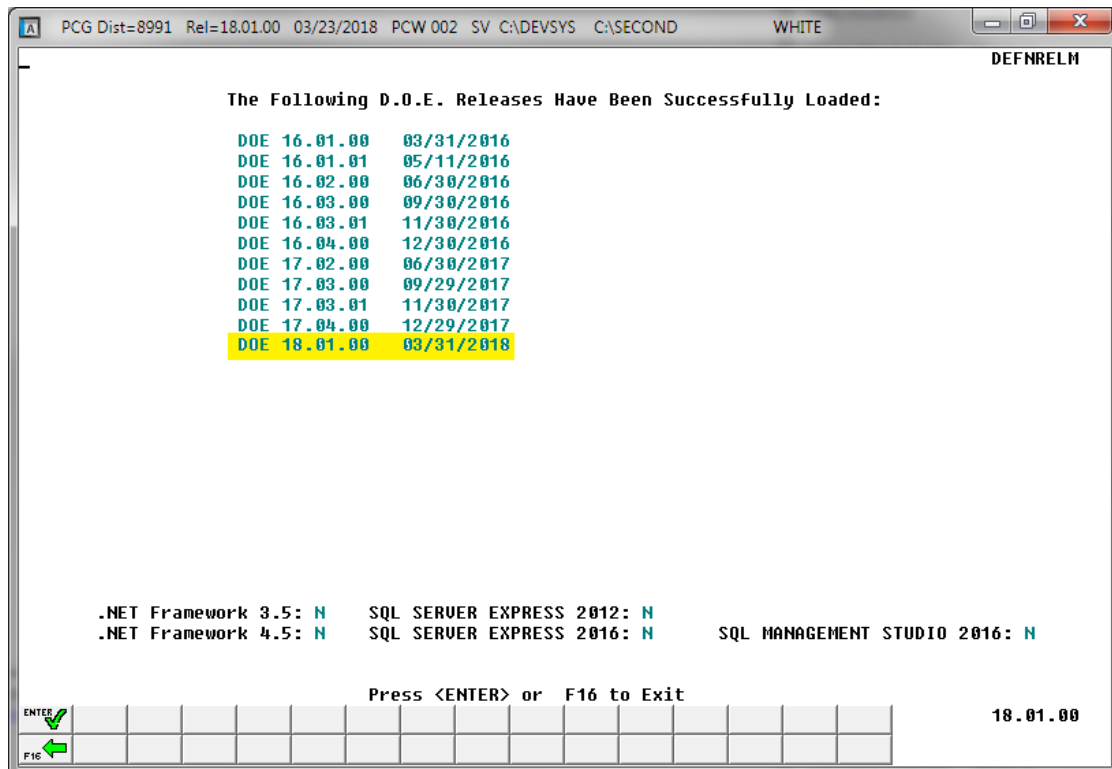 A PCG Dist=8991 Rel=18.01.00 03/23/2018 PCW 002 SV C:\DEVSYS C:\SECOND WHITE
DEFNRELM
The Following D.O.E. Releases Have Been Successfully Loaded:
DOE 16.01.00 03/31/2016
DOE 16.01.01 05/11/2016
DOE 16.02.00 06/30/2016
DOE 16.03.00 09/30/2016
DOE 16.03.01 11/30/2016
DOE 16.04.00 12/30/2016
DOE 17.02.00 06/30/2017
DOE 17.03.00 09/29/2017
DOE 17.03.01 11/30/2017
DOE 17.04.00 12/29/2017
DOE 18.01.00 03/31/2018
.NET Framework 3.5: N SQL SERVER EXPRESS 2012: N
.NET Framework 4.5: N SQL SERVER EXPRESS 2016: N SQL MANAGEMENT STUDIO 2016: N
Press <ENTER> or F16 to Exit
ENTER 18.01.00
F16